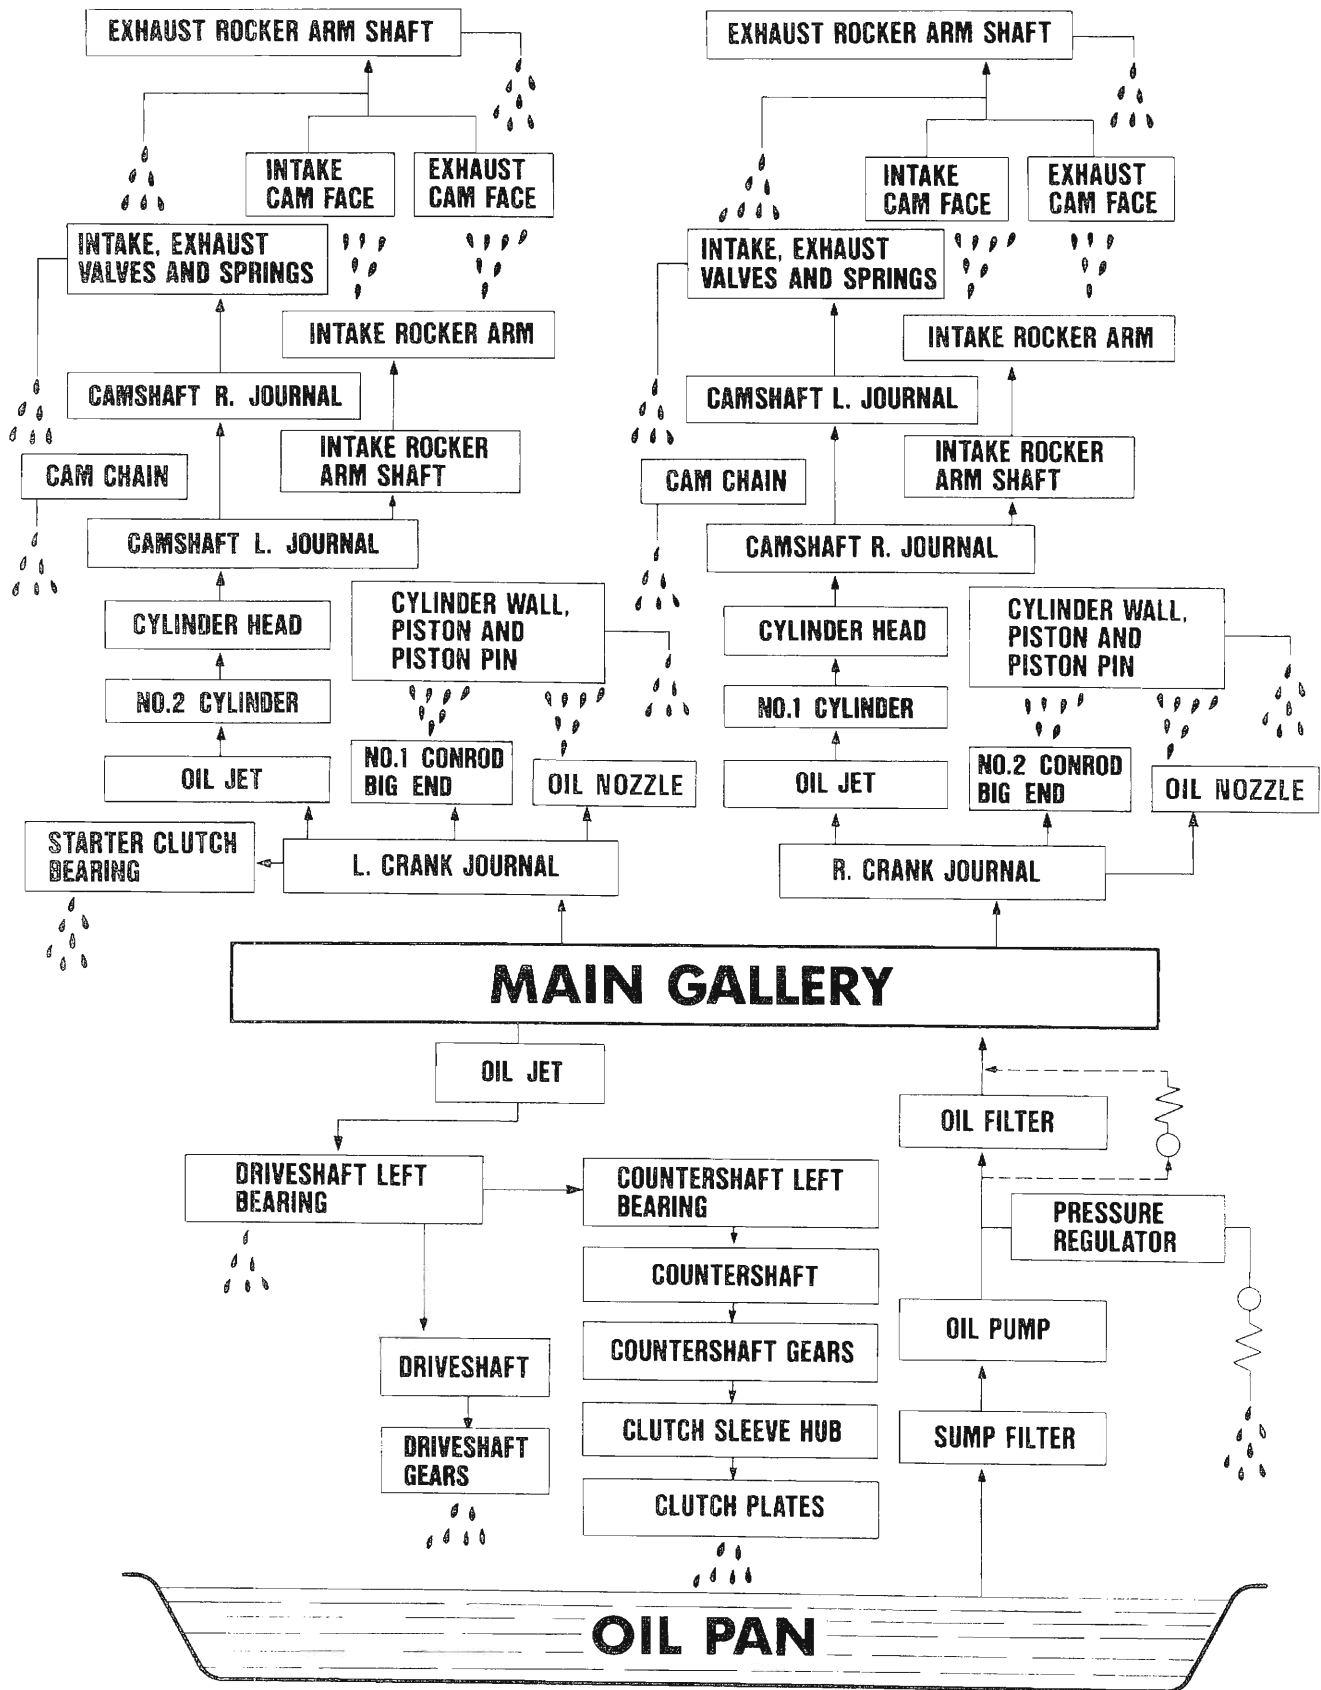 EXHAUST ROCKER ARM SHAFT
EXHAUST ROCKER ARM SHAFT
INTAKE
CAM FACE
EXHAUST
CAM FACE
INTAKE
CAM FACE
EXHAUST
CAM FACE
INTAKE, EXHAUST
VALVES AND SPRINGS
INTAKE, EXHAUST
VALVES AND SPRINGS
INTAKE ROCKER ARM
INTAKE ROCKER ARM
CAMSHAFT R. JOURNAL
CAMSHAFT L. JOURNAL
INTAKE ROCKER
ARM SHAFT
INTAKE ROCKER
ARM SHAFT
CAM CHAIN
CAM CHAIN
CAMSHAFT L. JOURNAL
CAMSHAFT R. JOURNAL
CYLINDER HEAD
CYLINDER WALL,
PISTON AND
PISTON PIN
CYLINDER HEAD
CYLINDER WALL,
PISTON AND
PISTON PIN
NO.2 CYLINDER
NO.1 CYLINDER
OIL JET
NO.1 CONROD
BIG END
OIL NOZZLE
OIL JET
NO.2 CONROD
BIG END
OIL NOZZLE
STARTER CLUTCH
BEARING
L. CRANK JOURNAL
R. CRANK JOURNAL
MAIN GALLERY
OIL JET
OIL FILTER
DRIVESHAFT LEFT
BEARING
COUNTERSHAFT LEFT
BEARING
PRESSURE
REGULATOR
COUNTERSHAFT
OIL PUMP
COUNTERSHAFT GEARS
DRIVESHAFT
CLUTCH SLEEVE HUB
SUMP FILTER
DRIVESHAFT
GEARS
CLUTCH PLATES
OIL PAN